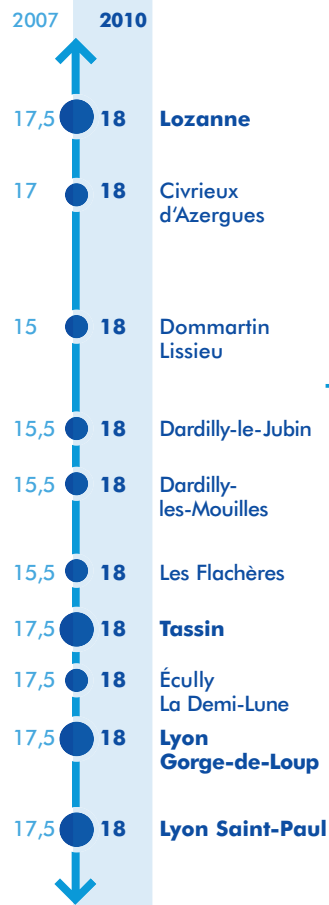 2007 2010
17,5 18 Lozanne
17 18 Civrieux
d'Azergues
15 18 Dommartin
Lissieu
15,5 18 Dardilly-le-Jubin
15,5 18 Dardilly-
les-Mouilles
15,5 18 Les Flachères
17,5 18 Tassin
17,5 18 Écully
La Demi-Lune
17,5 18 Lyon
Gorge-de-Loup
17,5 18 Lyon Saint-Paul